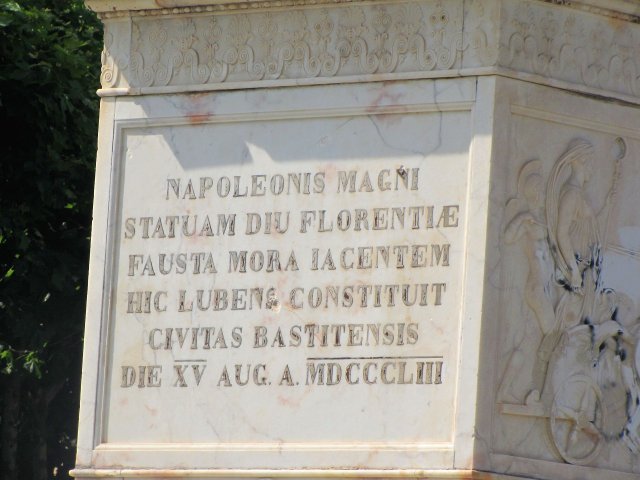 NAPOLEONIS MAGNI
STATUAM DIU FLORENTIÆ
FAUSTA MORA IACENTEM
HIC LUBENS CONSTITUIT
CIVITAS BASTITENSIS
DIE XV AUG. A. MDCCCLIII